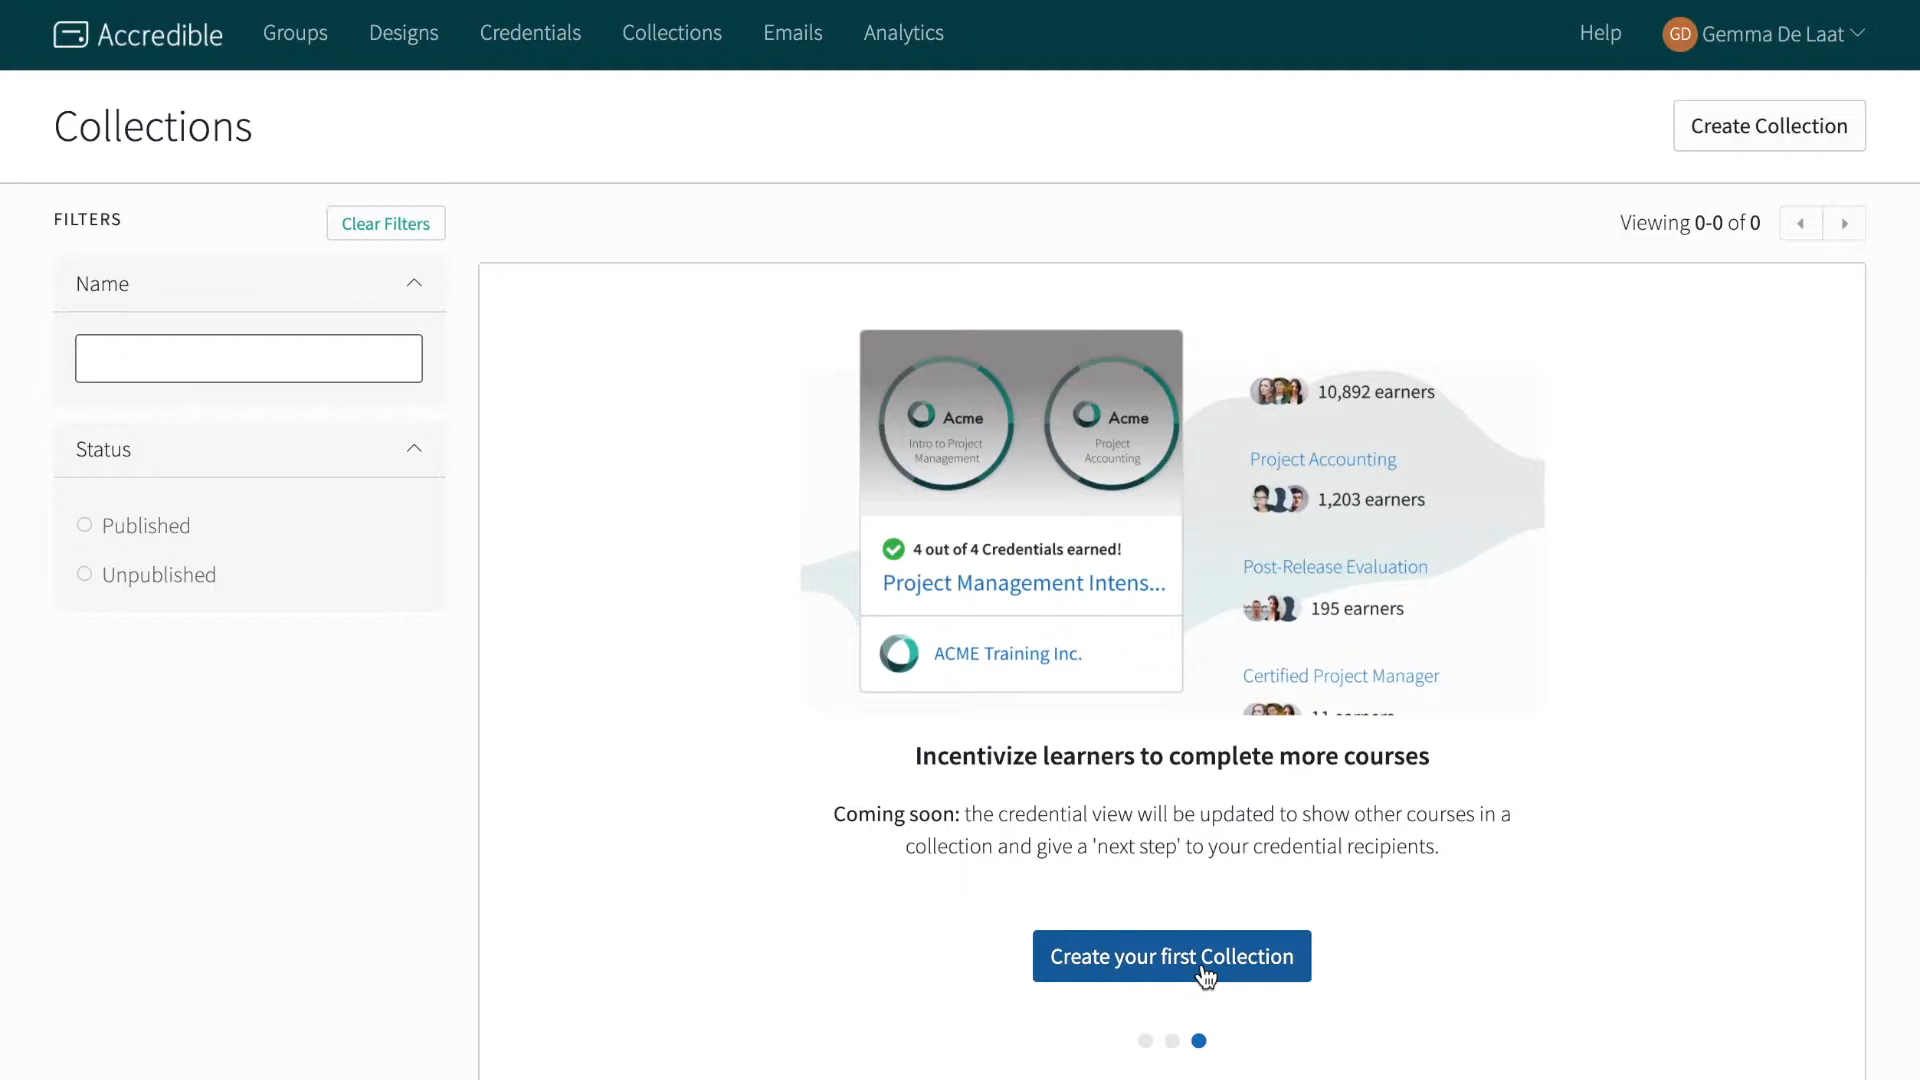 Accredible
Groups
Designs
Credentials
Collections
Emails
Analytics
Help
GD
Gemma De Laat
Collections
Create Collection
FILTERS
Clear Filters
Viewing 0-0 of 0
Name
Status
Published
Unpublished
Acme
Intro to Project
Management
Acme
Project
Accounting
4 out of 4 Credentials earned!
Project Management Intens...
ACME Training Inc.
10,892 earners
Project Accounting
1,203 earners
Post-Release Evaluation
195 earners
Certified Project Manager
11 earners
Incentivize learners to complete more courses
Coming soon: the credential view will be updated to show other courses in a
collection and give a 'next step' to your credential recipients.
Create your first Collection